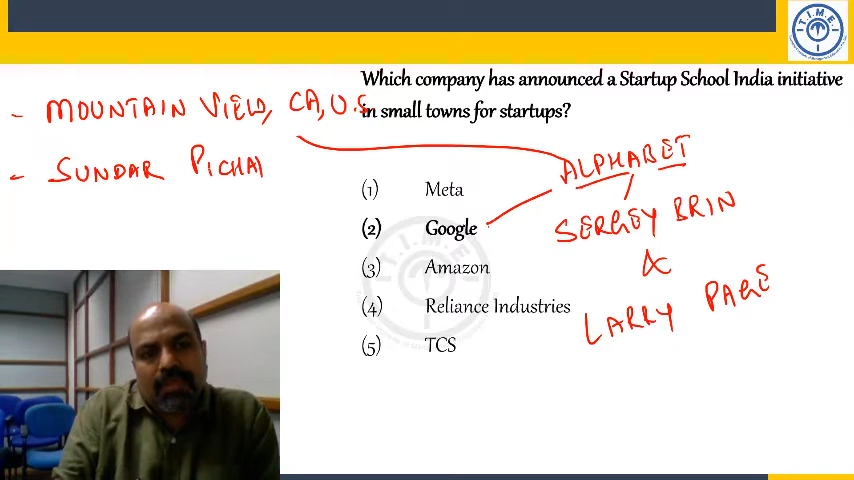 T.I.M.E.
Which company has announced a Startup School India initiative
in small towns for startups?
- MOUNTAIN VIEW, CA, U.S
- SUNDAR PICHAI
ALPHABET
SERGEY BRIN
&
LARRY PAGE
(1) Meta
(2) Google
(3) Amazon
(4) Reliance Industries
(5) TCS